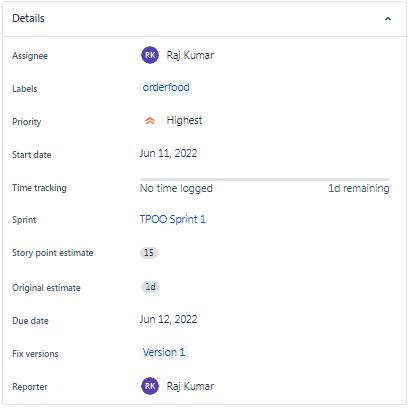 Details
Assignee RK Raj Kumar
Labels orderfood
Priority Highest
Start date Jun 11, 2022
Time tracking No time logged 1d remaining
Sprint TPOO Sprint 1
Story point estimate 15
Original estimate 1d
Due date Jun 12, 2022
Fix versions Version 1
Reporter RK Raj Kumar